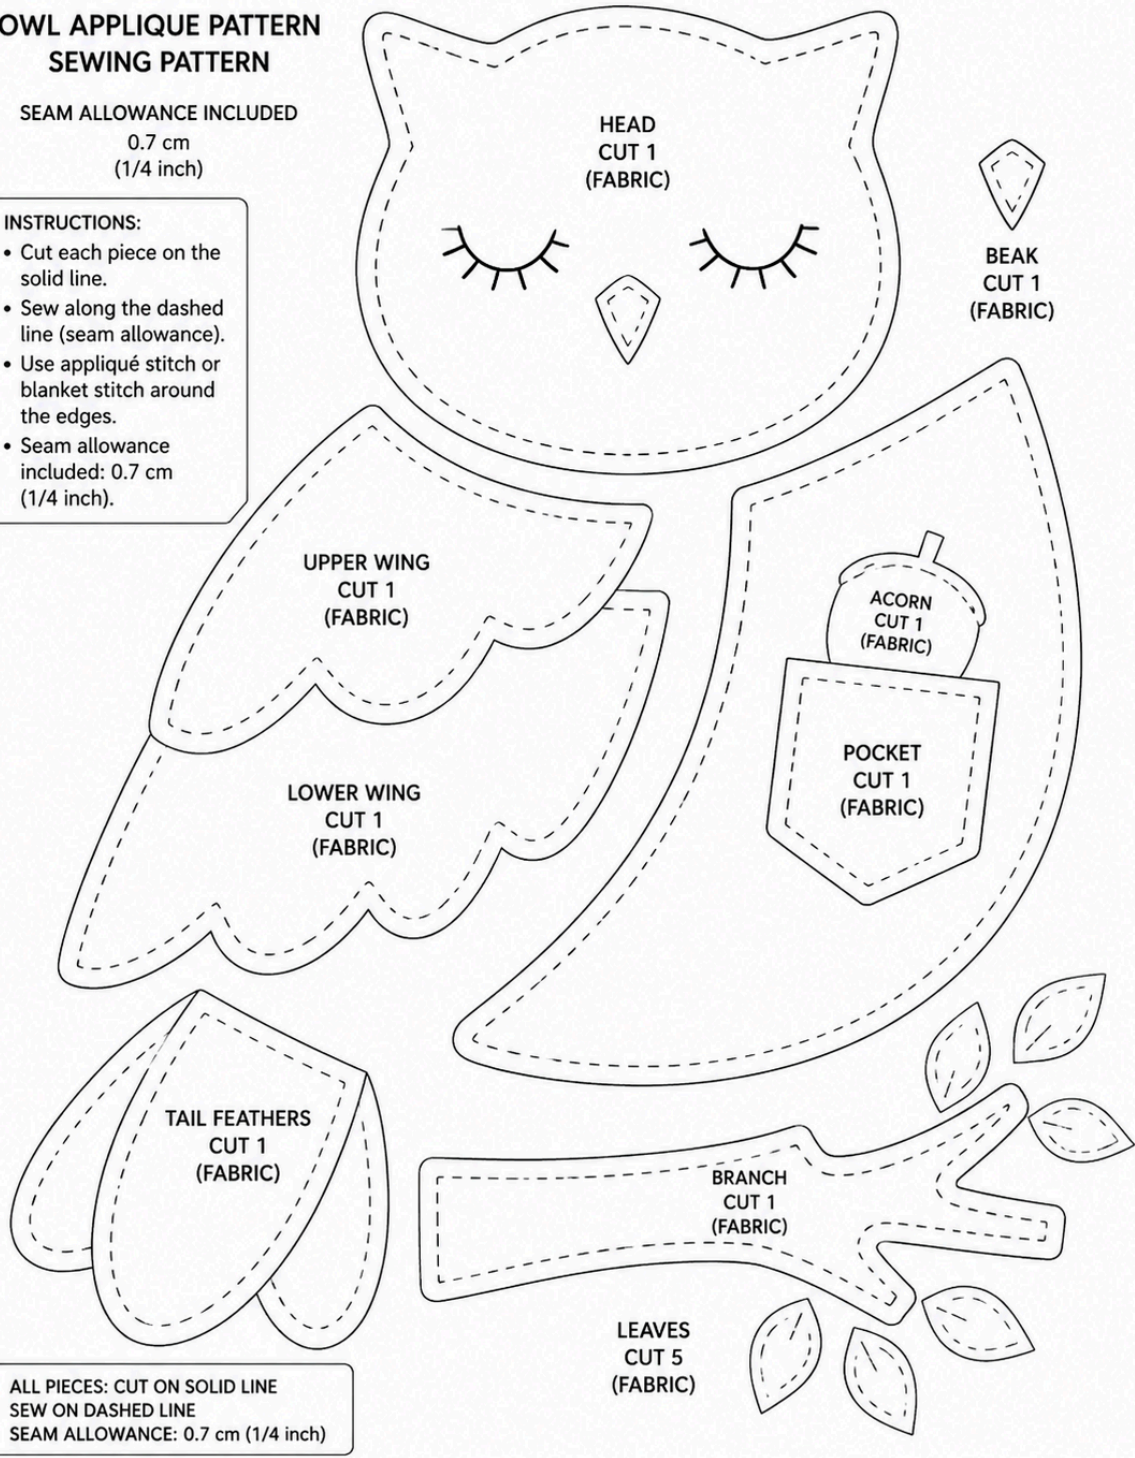 OWL APPLIQUE PATTERN
SEWING PATTERN
SEAM ALLOWANCE INCLUDED
0.7 cm
(1/4 inch)
INSTRUCTIONS:
• Cut each piece on the
solid line.
• Sew along the dashed
line (seam allowance).
• Use appliqué stitch or
blanket stitch around
the edges.
• Seam allowance
included: 0.7 cm
(1/4 inch).
HEAD
CUT 1
(FABRIC)
BEAK
CUT 1
(FABRIC)
UPPER WING
CUT 1
(FABRIC)
ACORN
CUT 1
(FABRIC)
POCKET
CUT 1
(FABRIC)
LOWER WING
CUT 1
(FABRIC)
TAIL FEATHERS
CUT 1
(FABRIC)
BRANCH
CUT 1
(FABRIC)
LEAVES
CUT 5
(FABRIC)
ALL PIECES: CUT ON SOLID LINE
SEW ON DASHED LINE
SEAM ALLOWANCE: 0.7 cm (1/4 inch)